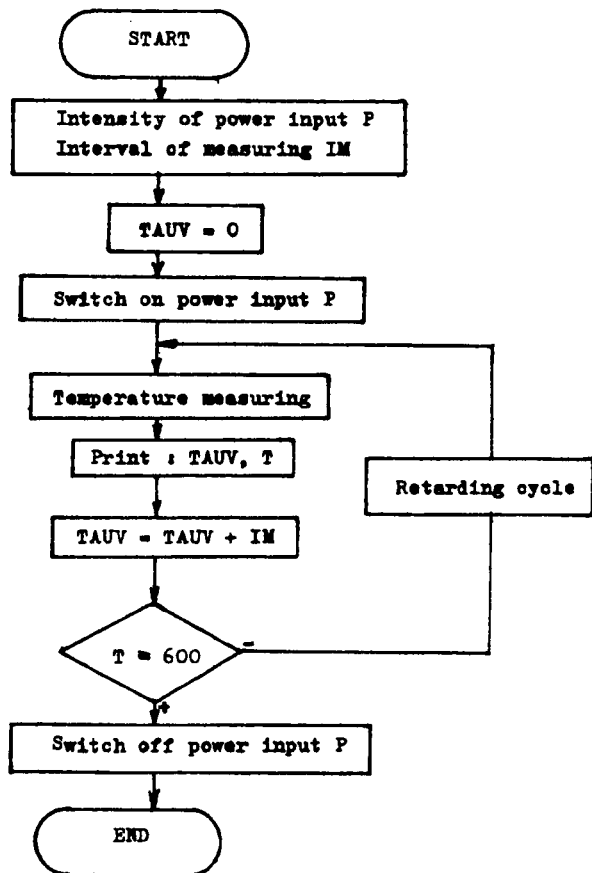 START
Intensity of power input P
Interval of measuring IM
TAUV = 0
Switch on power input P
Temperature measuring
Print : TAUV, T
Retarding cycle
TAUV = TAUV + IM
T = 600
-
+
Switch off power input P
END